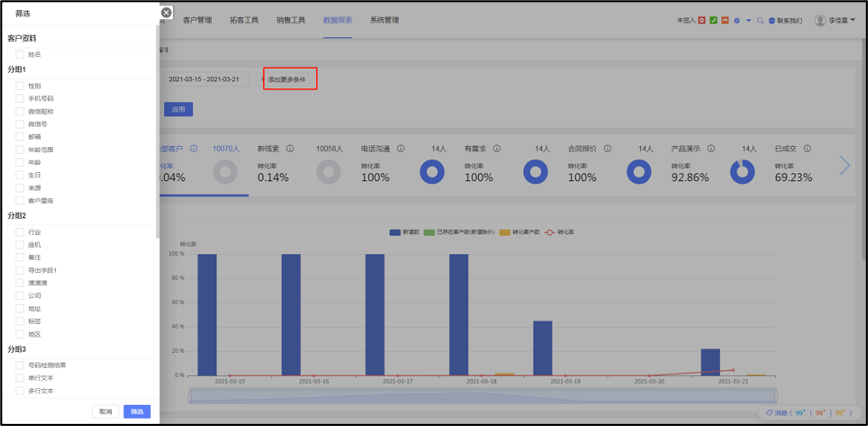 筛选
客户管理 拓客工具 销售工具 数据报表 系统管理
未签入 联系我们 李佳星
客户资料
姓名
分组1
性别
手机号码
微信昵称
微信号
邮箱
年龄范围
年龄
生日
来源
客户星级
分组2
行业
座机
备注
导出字段1
滴滴滴
公司
地址
标签
地区
分组3
号码检测结果
单行文本
多行文本
取消 筛选
2021-03-15 - 2021-03-21
+ 添加更多条件
应用
部客户 10070人
化率
.04%
新线索 10058人
转化率
0.14%
电话沟通 14人
转化率
100%
有需求 14人
转化率
100%
合同报价 14人
转化率
100%
产品演示 14人
转化率
92.86%
已成交
转化率
69.23%
新增数 已存在客户数(新增除外) 转化客户数 转化率
转化率
100 %
80 %
60 %
40 %
20 %
0 %
2021-03-15 2021-03-16 2021-03-17 2021-03-18 2021-03-19 2021-03-20 2021-03-21
消息 ( 99+ | 99+ | 99+ )